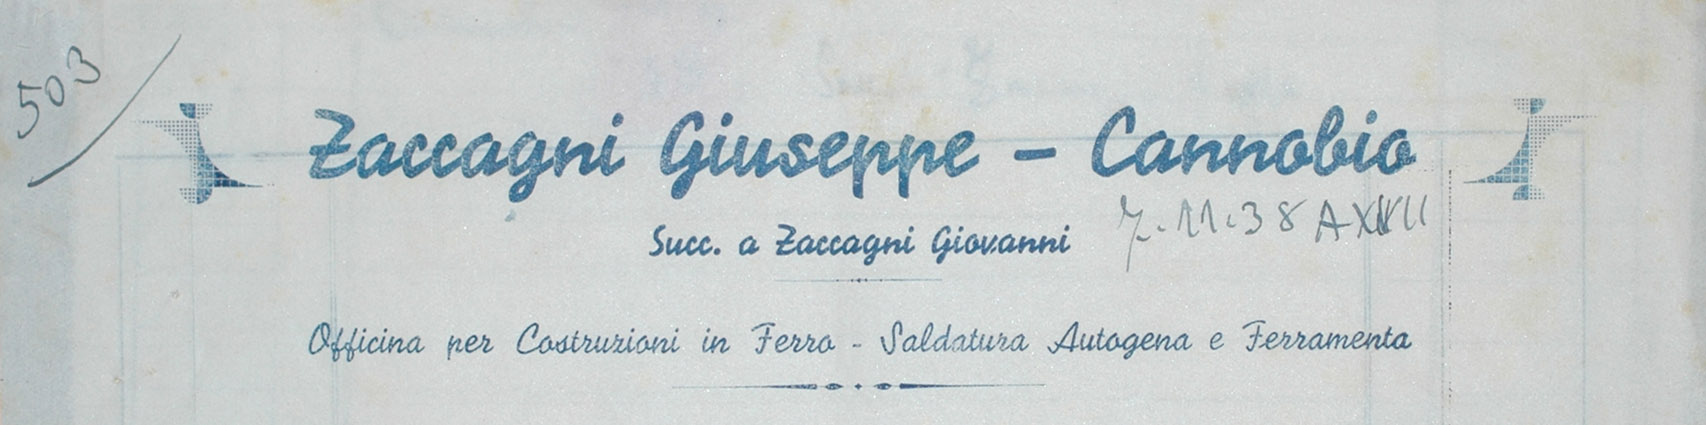 503
Zaccagni Giuseppe – Cannobio
Succ. a Zaccagni Giovanni
7.11.38 A XVII
Officina per Costruzioni in Ferro - Saldatura Autogena e Ferramenta